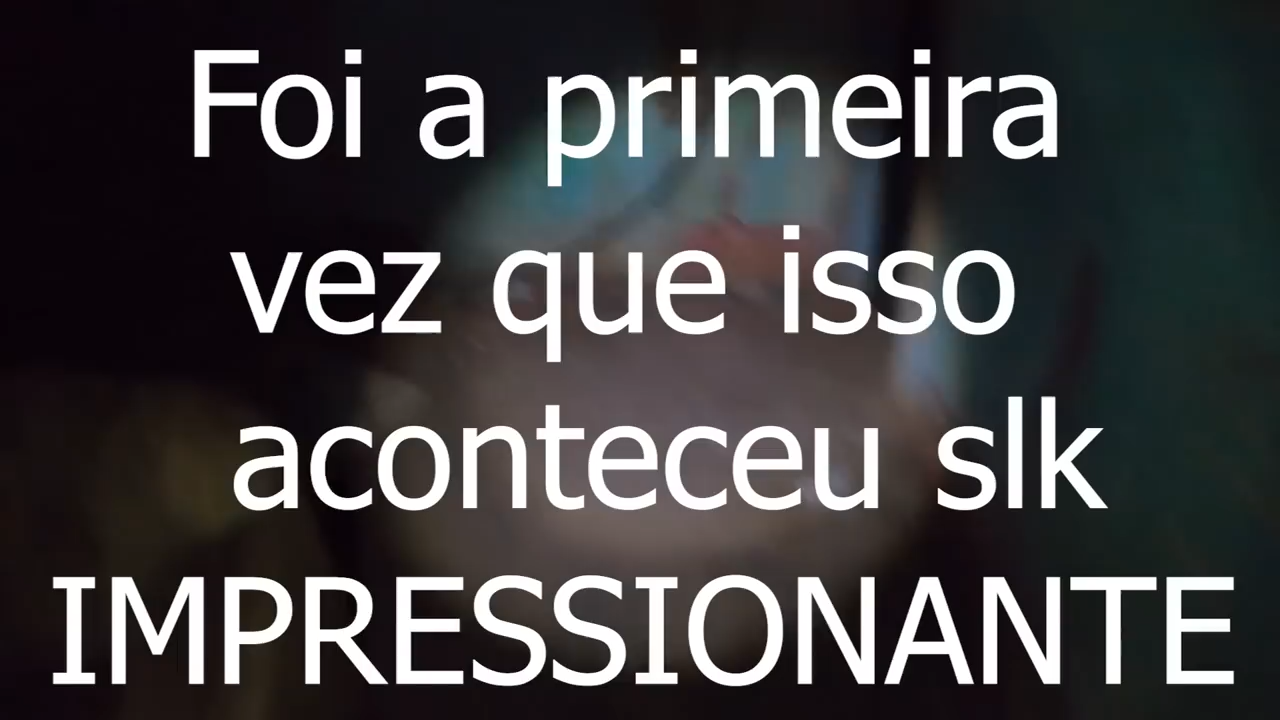 Foi a primeira
vez que isso
aconteceu slk
IMPRESSIONANTE